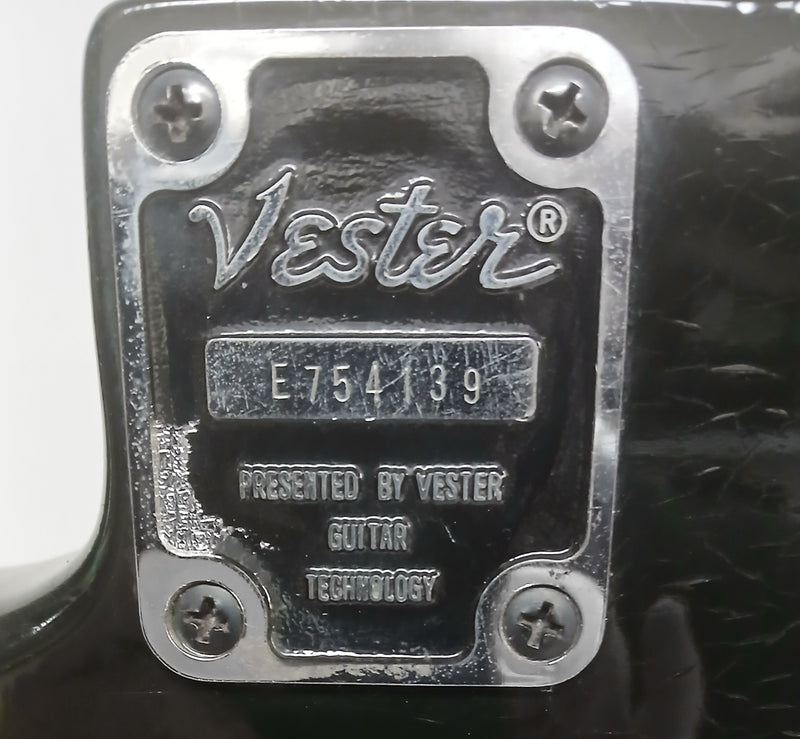 Vester®
E754139
PRESENTED BY VESTER
GUITAR
TECHNOLOGY